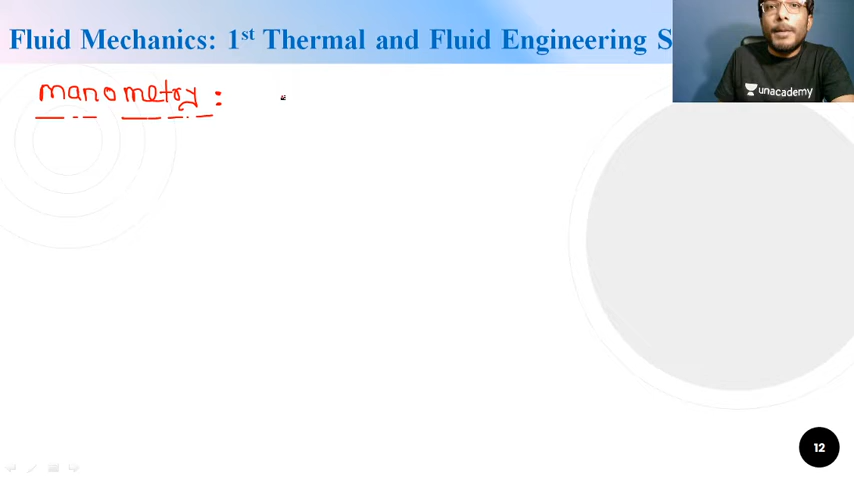 Fluid Mechanics: 1st Thermal and Fluid Engineering S
manometry :
unacademy
12